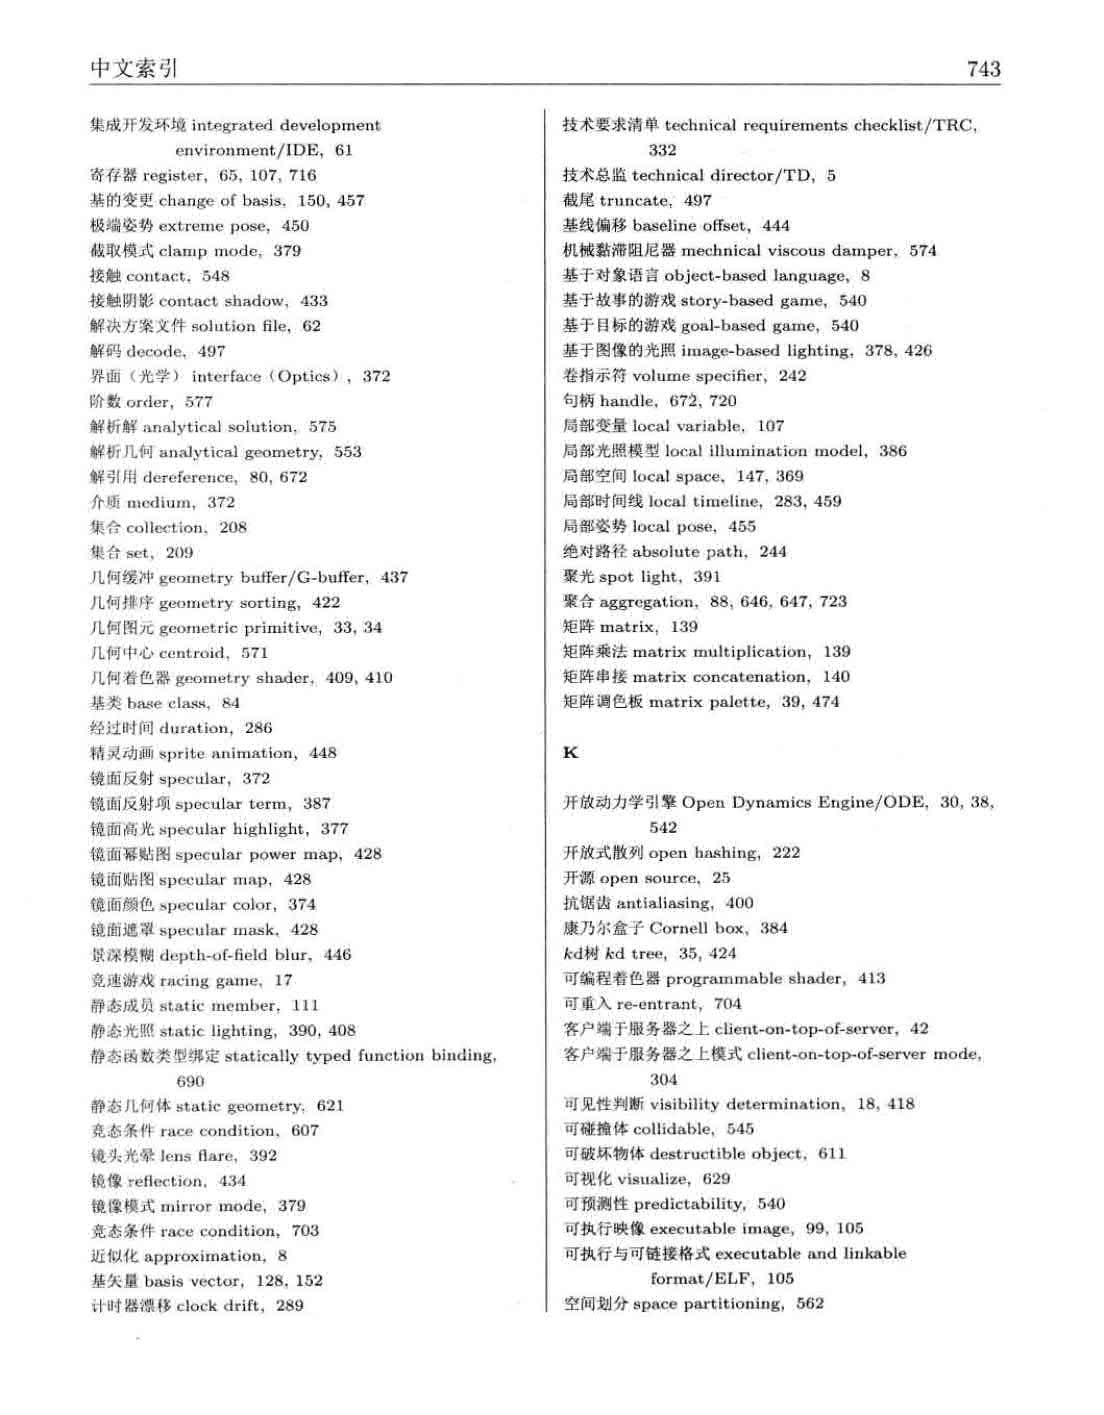 中文索引
743
集成开发环境 integrated development
environment/IDE, 61
寄存器 register, 65, 107, 716
基的变更 change of basis, 150, 457
极端姿势 extreme pose, 450
截取模式 clamp mode, 379
接触 contact, 548
接触阴影 contact shadow, 433
解决方案文件 solution file, 62
解码 decode, 497
界面（光学） interface（Optics）, 372
阶数 order, 577
解析解 analytical solution, 575
解析几何 analytical geometry, 553
解引用 dereference, 80, 672
介质 medium, 372
集合 collection, 208
集合 set, 209
几何缓冲 geometry buffer/G-buffer, 437
几何排序 geometry sorting, 422
几何图元 geometric primitive, 33, 34
几何中心 centroid, 571
几何着色器 geometry shader, 409, 410
基类 base class, 84
经过时间 duration, 286
精灵动画 sprite animation, 448
镜面反射 specular, 372
镜面反射项 specular term, 387
镜面高光 specular highlight, 377
镜面幂贴图 specular power map, 428
镜面贴图 specular map, 428
镜面颜色 specular color, 374
镜面遮罩 specular mask, 428
景深模糊 depth-of-field blur, 446
竞速游戏 racing game, 17
静态成员 static member, 111
静态光照 static lighting, 390, 408
静态函数类型绑定 statically typed function binding,
690
静态几何体 static geometry, 621
竞态条件 race condition, 607
镜头光晕 lens flare, 392
镜像 reflection, 434
镜像模式 mirror mode, 379
竞态条件 race condition, 703
近似化 approximation, 8
基矢量 basis vector, 128, 152
计时器漂移 clock drift, 289
技术要求清单 technical requirements checklist/TRC,
332
技术总监 technical director/TD, 5
截尾 truncate, 497
基线偏移 baseline offset, 444
机械黏滞阻尼器 mechnical viscous damper, 574
基于对象语言 object-based language, 8
基于故事的游戏 story-based game, 540
基于目标的游戏 goal-based game, 540
基于图像的光照 image-based lighting, 378, 426
卷指示符 volume specifier, 242
句柄 handle, 672, 720
局部变量 local variable, 107
局部光照模型 local illumination model, 386
局部空间 local space, 147, 369
局部时间线 local timeline, 283, 459
局部姿势 local pose, 455
绝对路径 absolute path, 244
聚光 spot light, 391
聚合 aggregation, 88, 646, 647, 723
矩阵 matrix, 139
矩阵乘法 matrix multiplication, 139
矩阵串接 matrix concatenation, 140
矩阵调色板 matrix palette, 39, 474
K
开放动力学引擎 Open Dynamics Engine/ODE, 30, 38,
542
开放式散列 open hashing, 222
开源 open source, 25
抗锯齿 antialiasing, 400
康乃尔盒子 Cornell box, 384
kd树 kd tree, 35, 424
可编程着色器 programmable shader, 413
可重入 re-entrant, 704
客户端于服务器之上 client-on-top-of-server, 42
客户端于服务器之上模式 client-on-top-of-server mode,
304
可见性判断 visibility determination, 18, 418
可碰撞体 collidable, 545
可破坏物体 destructible object, 611
可视化 visualize, 629
可预测性 predictability, 540
可执行映像 executable image, 99, 105
可执行与可链接格式 executable and linkable
format/ELF, 105
空间划分 space partitioning, 562